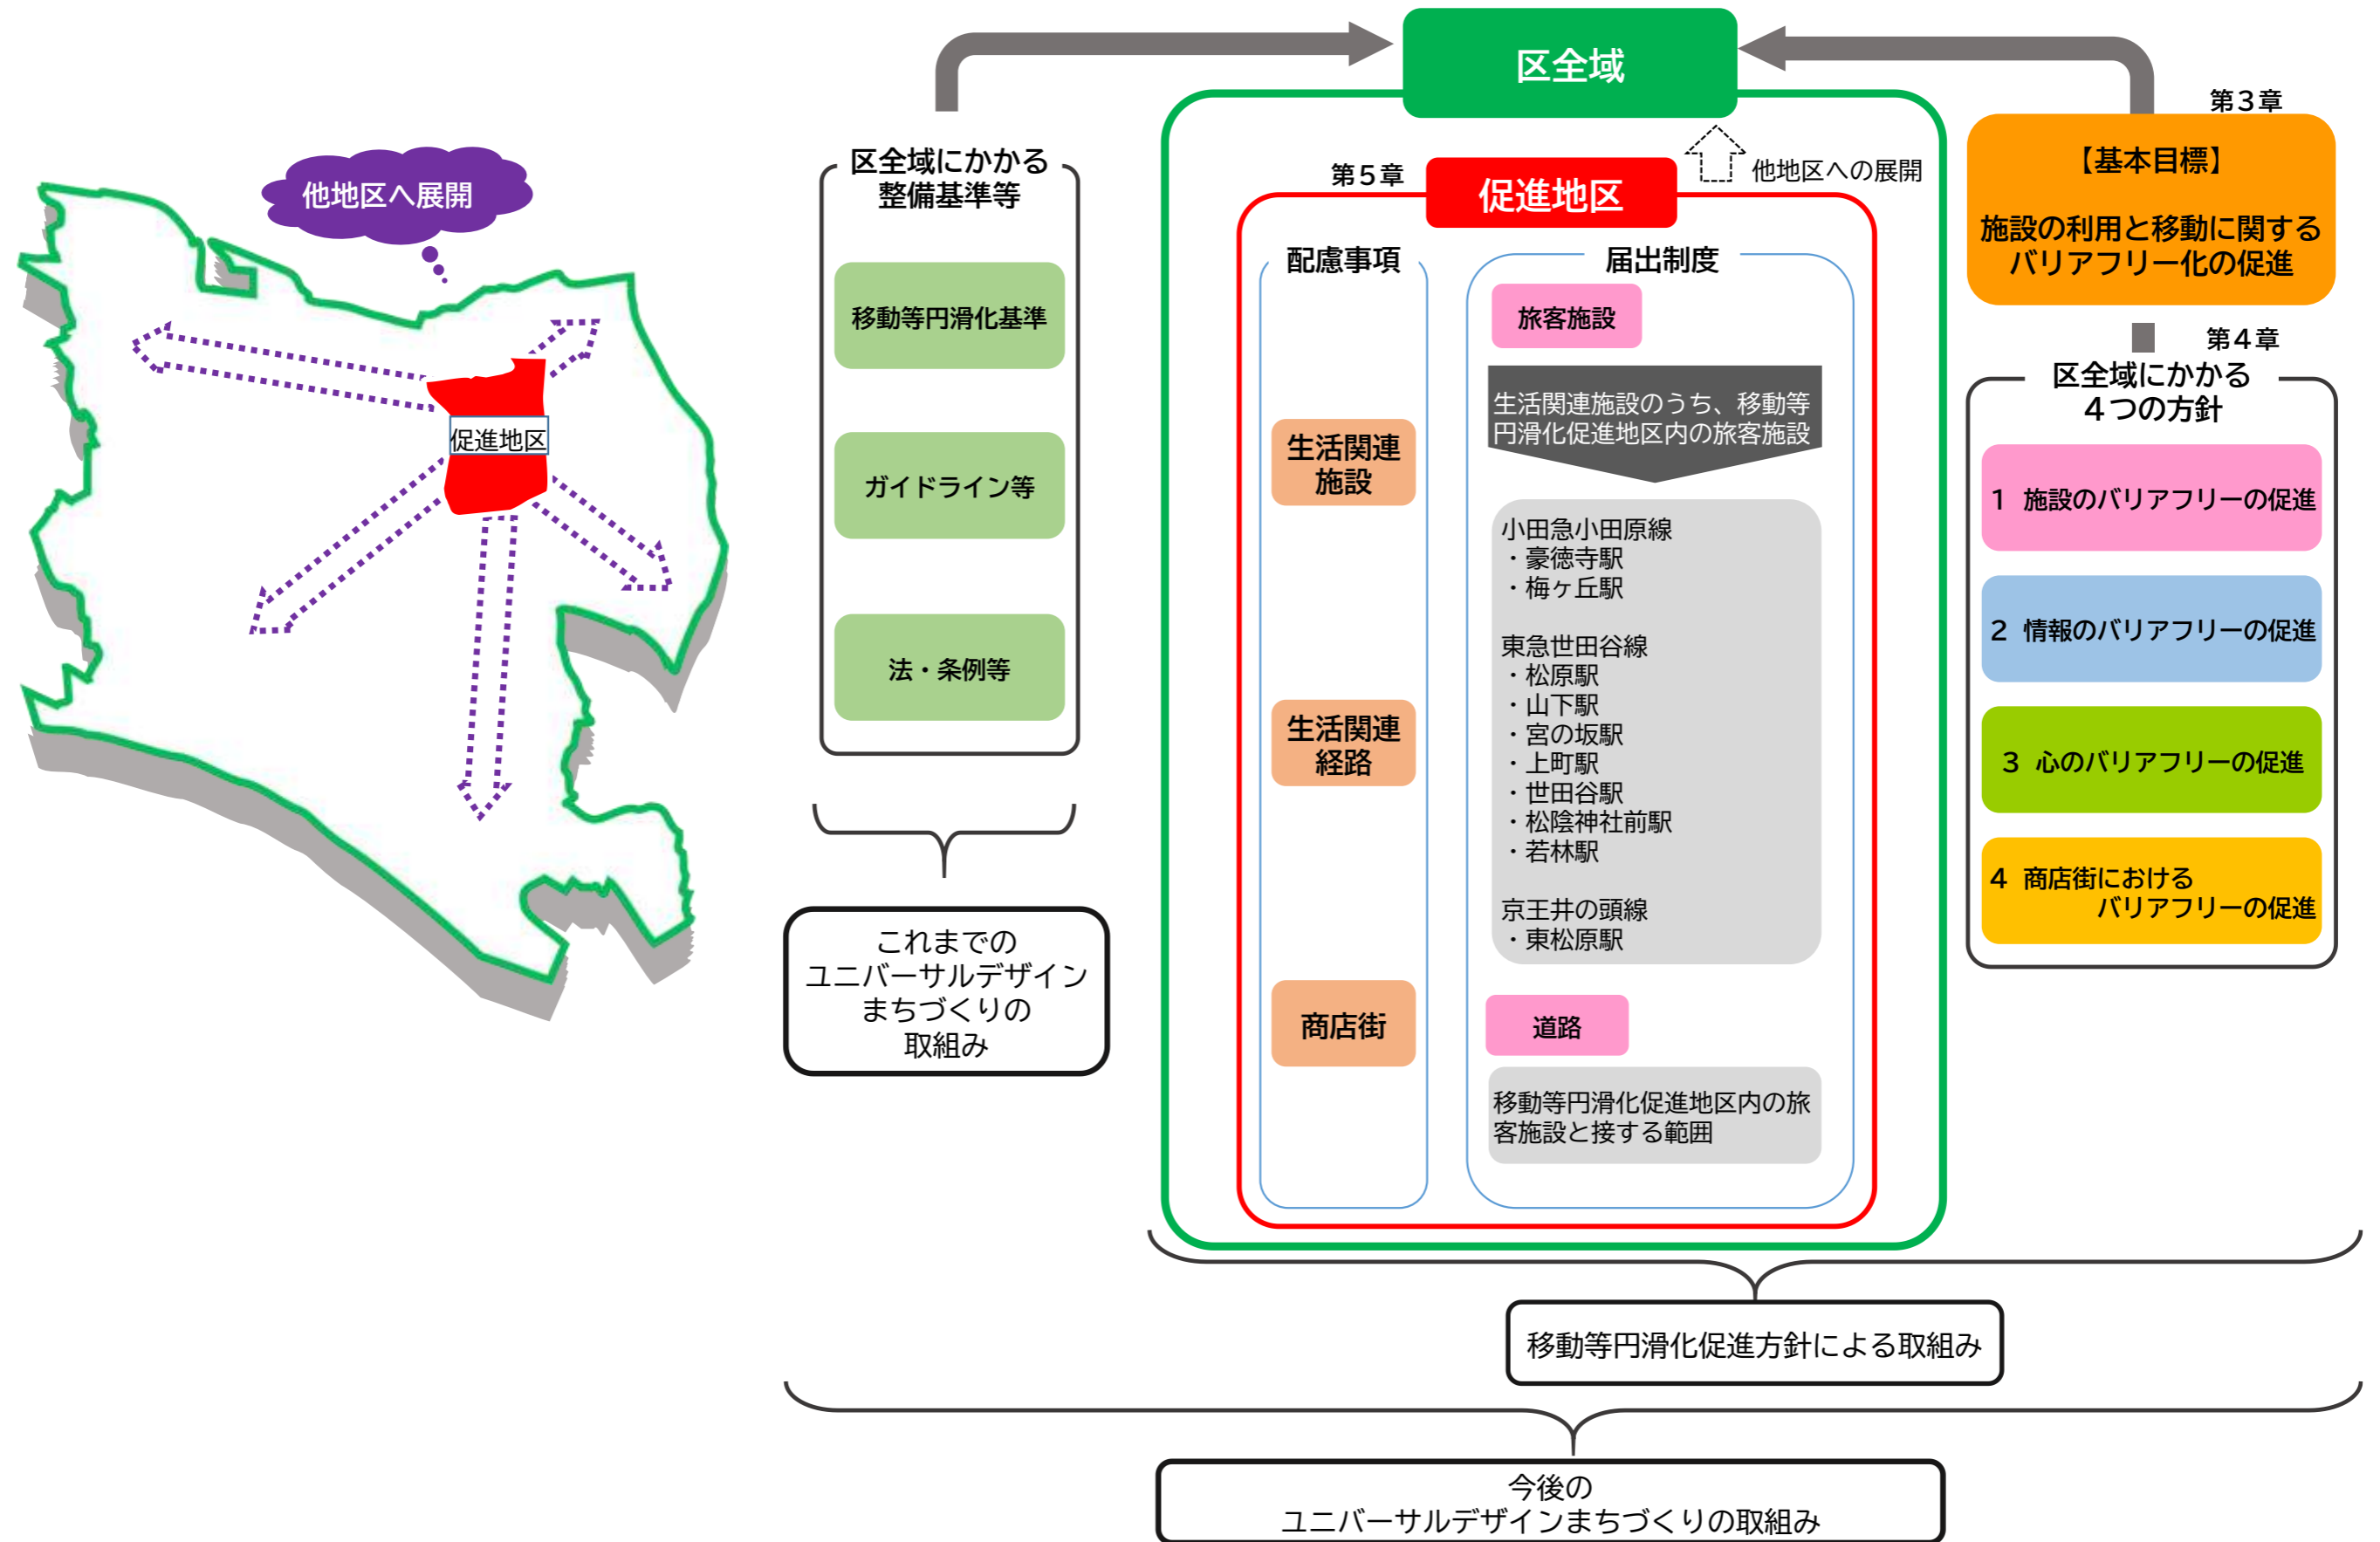 他地区へ展開
促進地区
区全域にかかる
整備基準等
移動等円滑化基準
ガイドライン等
法・条例等
これまでの
ユニバーサルデザイン
まちづくりの
取組み
区全域
他地区への展開
第５章
促進地区
配慮事項
生活関連
施設
生活関連
経路
商店街
届出制度
旅客施設
生活関連施設のうち、移動等
円滑化促進地区内の旅客施設
小田急小田原線
・豪徳寺駅
・梅ヶ丘駅
東急世田谷線
・松原駅
・山下駅
・宮の坂駅
・上町駅
・世田谷駅
・松陰神社前駅
・若林駅
京王井の頭線
・東松原駅
道路
移動等円滑化促進地区内の旅
客施設と接する範囲
第３章
【基本目標】
施設の利用と移動に関する
バリアフリー化の促進
第４章
区全域にかかる
４つの方針
1 施設のバリアフリーの促進
2 情報のバリアフリーの促進
3 心のバリアフリーの促進
4 商店街における
バリアフリーの促進
移動等円滑化促進方針による取組み
今後の
ユニバーサルデザインまちづくりの取組み